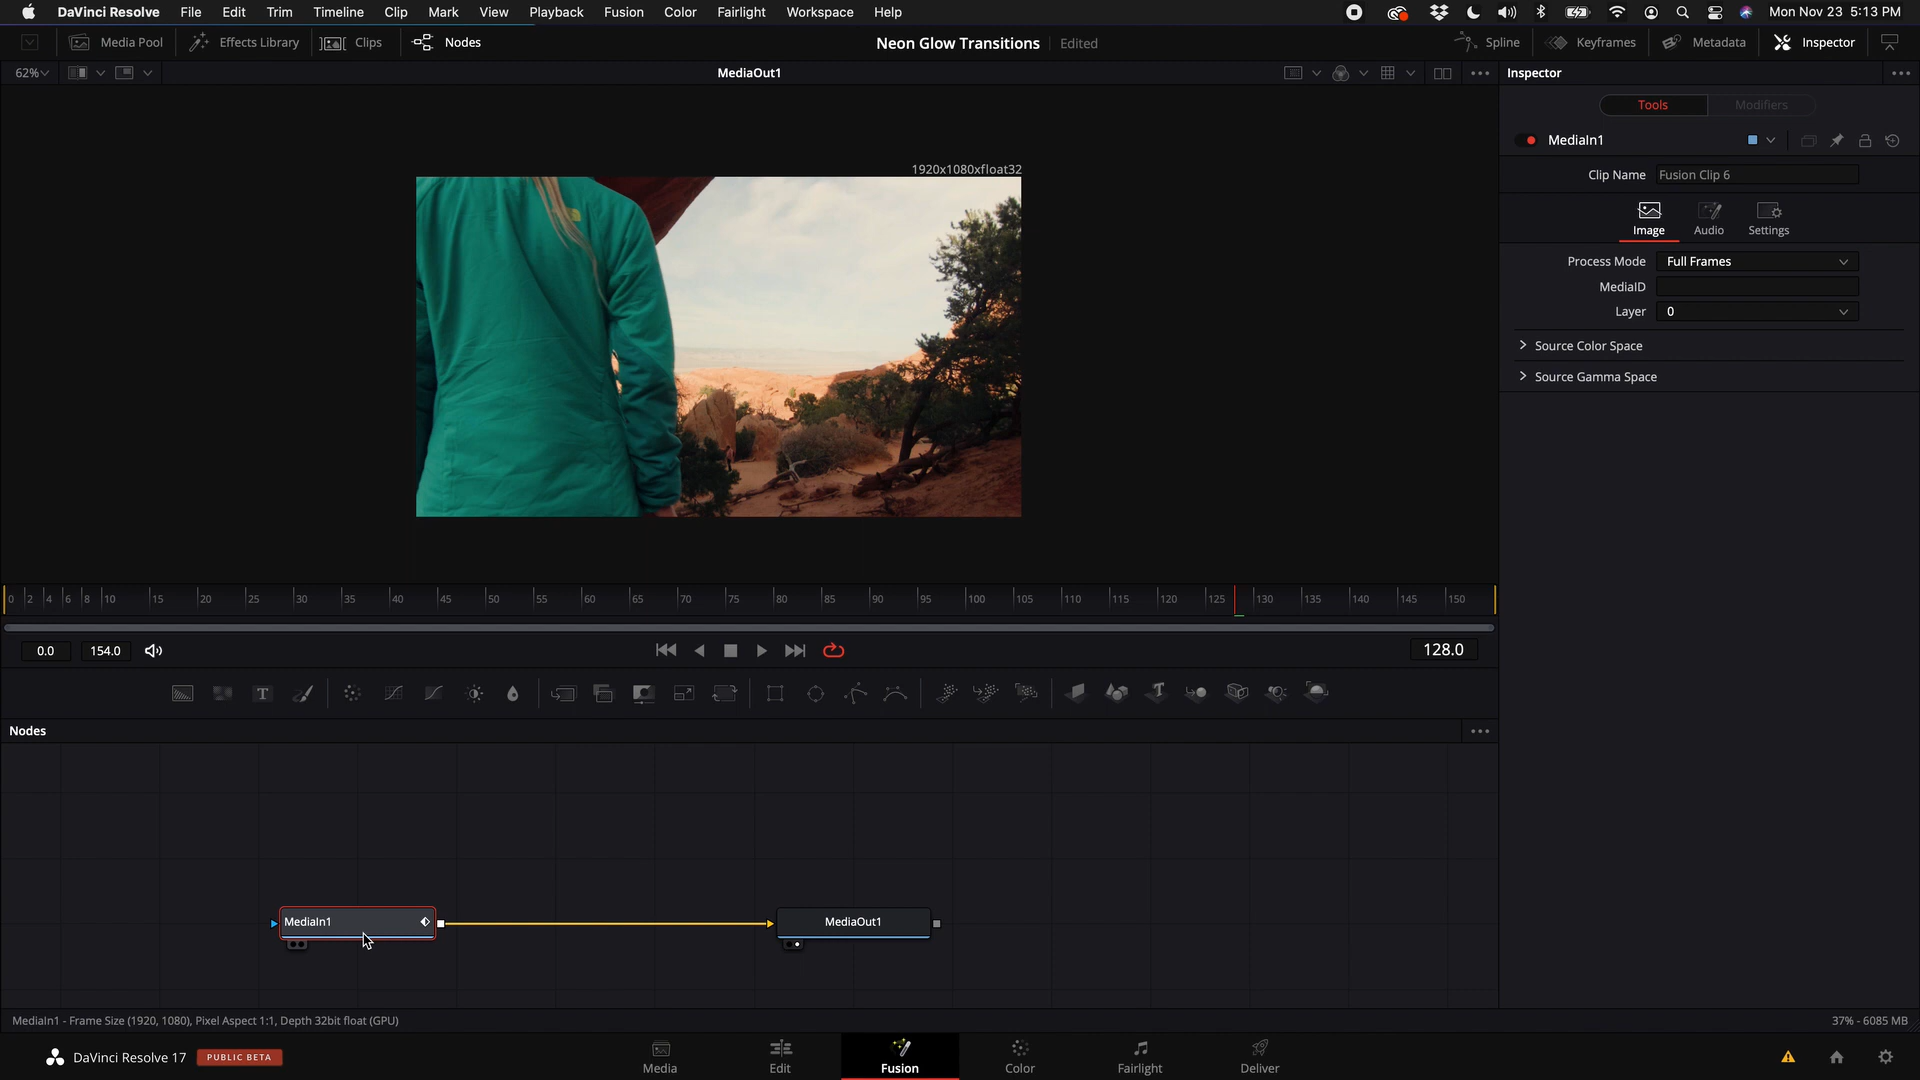 DaVinci Resolve File Edit Trim Timeline Clip Mark View Playback Fusion Color Fairlight Workspace Help Mon Nov 23 5:13 PM
Media Pool Effects Library Clips Nodes Neon Glow Transitions Edited Spline Keyframes Metadata Inspector
62% MediaOut1 Inspector
Tools Modifiers
MediaIn1
1920x1080xfloat32
Clip Name Fusion Clip 6
Image Audio Settings
Process Mode Full Frames
MediaID
Layer 0
Source Color Space
Source Gamma Space
0 2 4 6 8 10 15 20 25 30 35 40 45 50 55 60 65 70 75 80 85 90 95 100 105 110 115 120 125 130 135 140 145 150
0.0 154.0 128.0
T T
Nodes
MediaIn1 MediaOut1
MediaIn1 - Frame Size (1920, 1080), Pixel Aspect 1:1, Depth 32bit float (GPU) 37% - 6085 MB
DaVinci Resolve 17 PUBLIC BETA Media Edit Fusion Color Fairlight Deliver